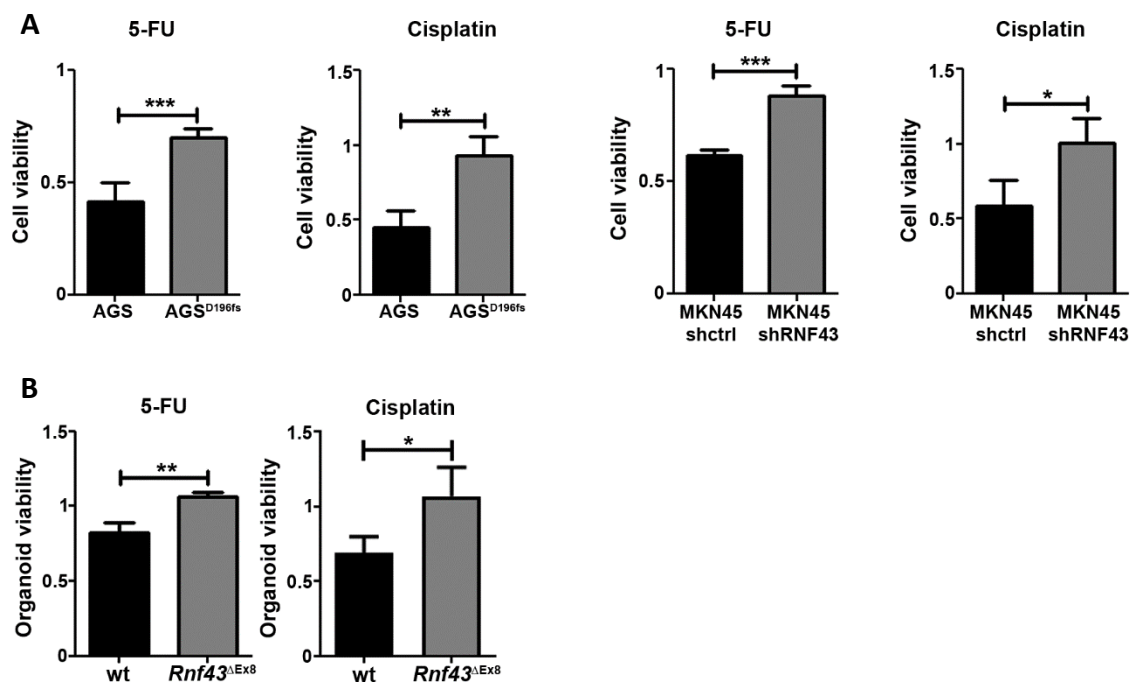 A
5-FU
Cell viability
1
0.5
0
***
AGS
AGSD196fs
Cisplatin
Cell viability
1.5
1
0.5
0
**
AGS
AGSD196fs
5-FU
Cell viability
1
0.5
0
***
MKN45
shctrl
MKN45
shRNF43
Cisplatin
Cell viability
1.5
1
0.5
0
*
MKN45
shctrl
MKN45
shRNF43
B
5-FU
Organoid viability
1.5
1
0.5
0
**
wt
Rnf43ΔEx8
Cisplatin
Organoid viability
1.5
1
0.5
0
*
wt
Rnf43ΔEx8